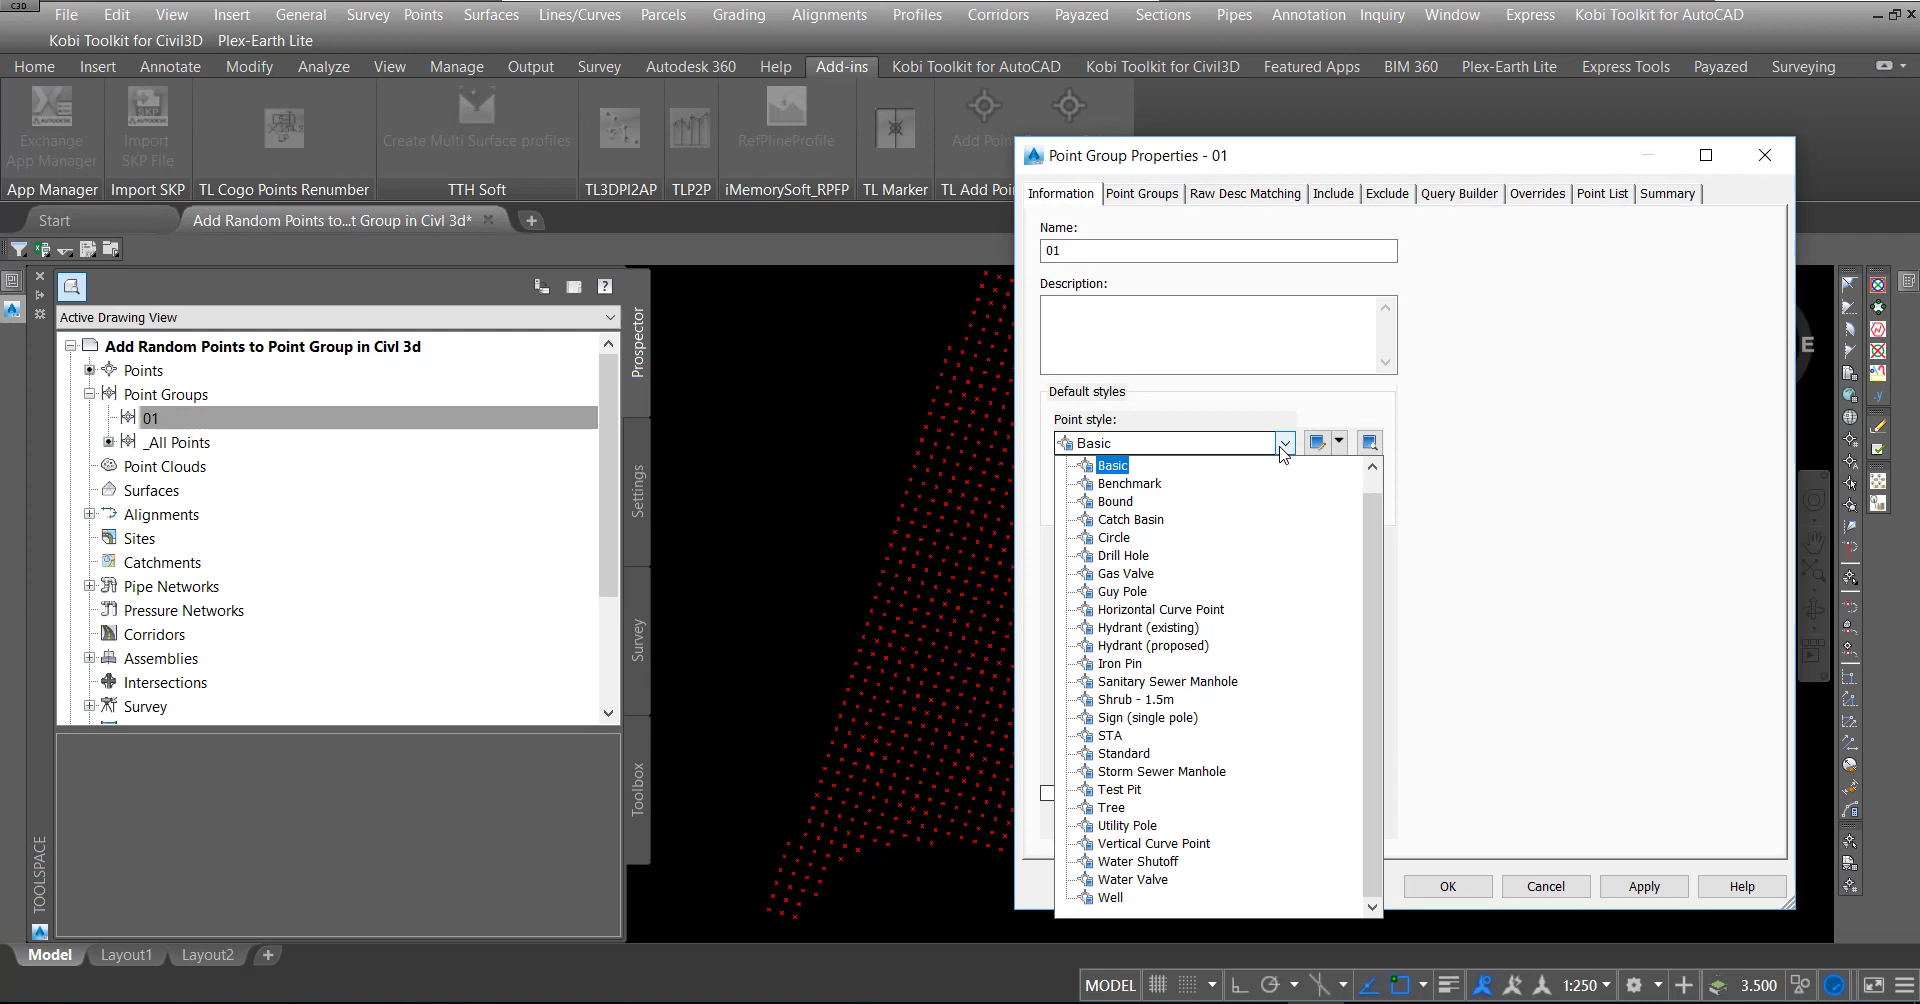 C3D
File Edit View Insert General Survey Points Surfaces Lines/Curves Parcels Grading Alignments Profiles Corridors Payazed Sections Pipes Annotation Inquiry Window Express Kobi Toolkit for AutoCAD
Kobi Toolkit for Civil3D Plex-Earth Lite
Home Insert Annotate Modify Analyze View Manage Output Survey Autodesk 360 Help Add-ins Kobi Toolkit for AutoCAD Kobi Toolkit for Civil3D Featured Apps BIM 360 Plex-Earth Lite Express Tools Payazed Surveying
Exchange App Manager
Import SKP File
Create Multi Surface profiles
RefPlineProfile
Add Poin
App Manager Import SKP TL Cogo Points Renumber TTH Soft TL3DPl2AP TLP2P iMemorySoft_RPFP TL Marker TL Add Poi
Start Add Random Points to...t Group in Civl 3d*
Active Drawing View
Add Random Points to Point Group in Civl 3d
Points
Point Groups
01
_All Points
Point Clouds
Surfaces
Alignments
Sites
Catchments
Pipe Networks
Pressure Networks
Corridors
Assemblies
Intersections
Survey
Prospector
Settings
Survey
Toolbox
TOOLSPACE
Point Group Properties - 01
Information Point Groups Raw Desc Matching Include Exclude Query Builder Overrides Point List Summary
Name:
01
Description:
Default styles
Point style:
Basic
Basic
Benchmark
Bound
Catch Basin
Circle
Drill Hole
Gas Valve
Guy Pole
Horizontal Curve Point
Hydrant (existing)
Hydrant (proposed)
Iron Pin
Sanitary Sewer Manhole
Shrub - 1.5m
Sign (single pole)
STA
Standard
Storm Sewer Manhole
Test Pit
Tree
Utility Pole
Vertical Curve Point
Water Shutoff
Water Valve
Well
OK Cancel Apply Help
E
Model Layout1 Layout2
MODEL 1:250 3.500